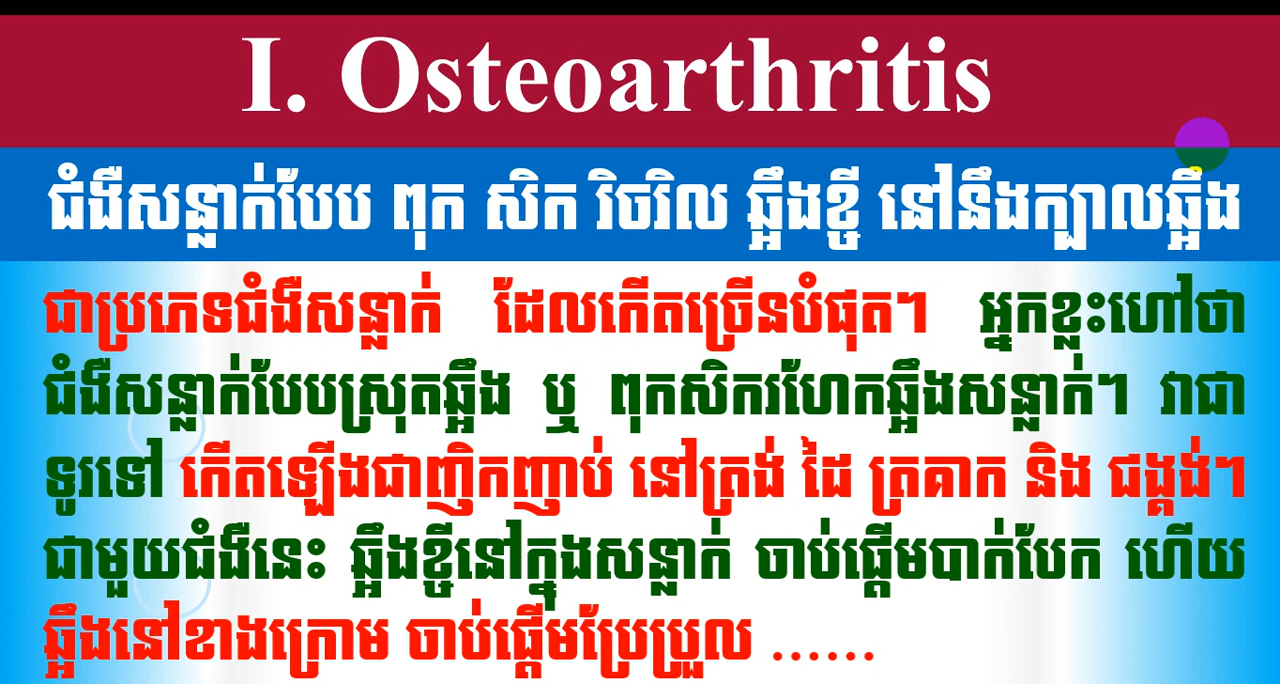 I. Osteoarthritis
ជំងឺសន្លាក់បែប ពុក សិក រិចរិល ឆ្អឹងខ្ចី នៅនឹងក្បាលឆ្អឹង
ជាប្រភេទជំងឺសន្លាក់ ដែលកើតច្រើនបំផុត។ អ្នកខ្លះហៅថា
ជំងឺសន្លាក់បែបស្រុតឆ្អឹង ឬ ពុកសិករហែកឆ្អឹងសន្លាក់។ វាជា
ទូរទៅ កើតឡើងជាញិកញាប់ នៅត្រង់ ដៃ ត្រគាក និង ជង្គង់។
ជាមួយជំងឺនេះ ឆ្អឹងខ្ចីនៅក្នុងសន្លាក់ ចាប់ផ្តើមបាក់បែក ហើយ
ឆ្អឹងនៅខាងក្រោម ចាប់ផ្តើមប្រែប្រួល ......